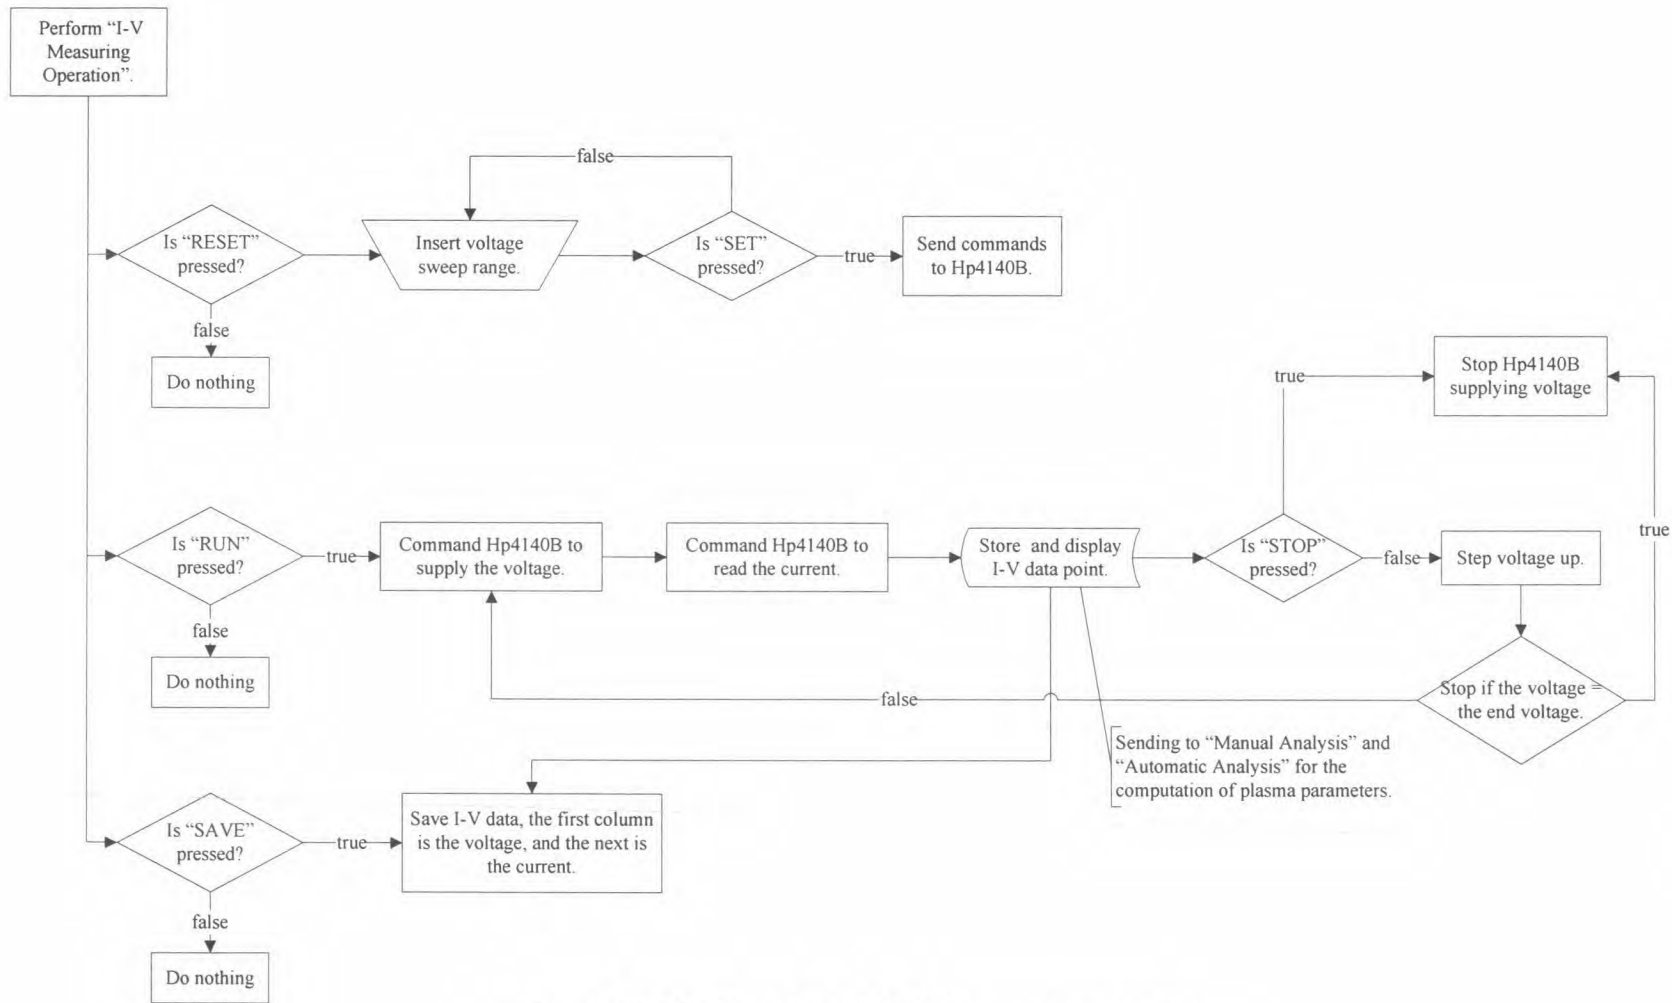 Perform “I-V
Measuring
Operation”.
false
Is “RESET”
pressed?
Insert voltage
sweep range.
Is “SET”
pressed?
true
Send commands
to Hp4140B.
false
Do nothing
true
Stop Hp4140B
supplying voltage
true
Is “RUN”
pressed?
true
Command Hp4140B to
supply the voltage.
Command Hp4140B to
read the current.
Store and display
I-V data point.
Is “STOP”
pressed?
false
Step voltage up.
false
Do nothing
false
Stop if the voltage =
the end voltage.
Sending to “Manual Analysis” and
“Automatic Analysis” for the
computation of plasma parameters.
Is “SAVE”
pressed?
true
Save I-V data, the first column
is the voltage, and the next is
the current.
false
Do nothing